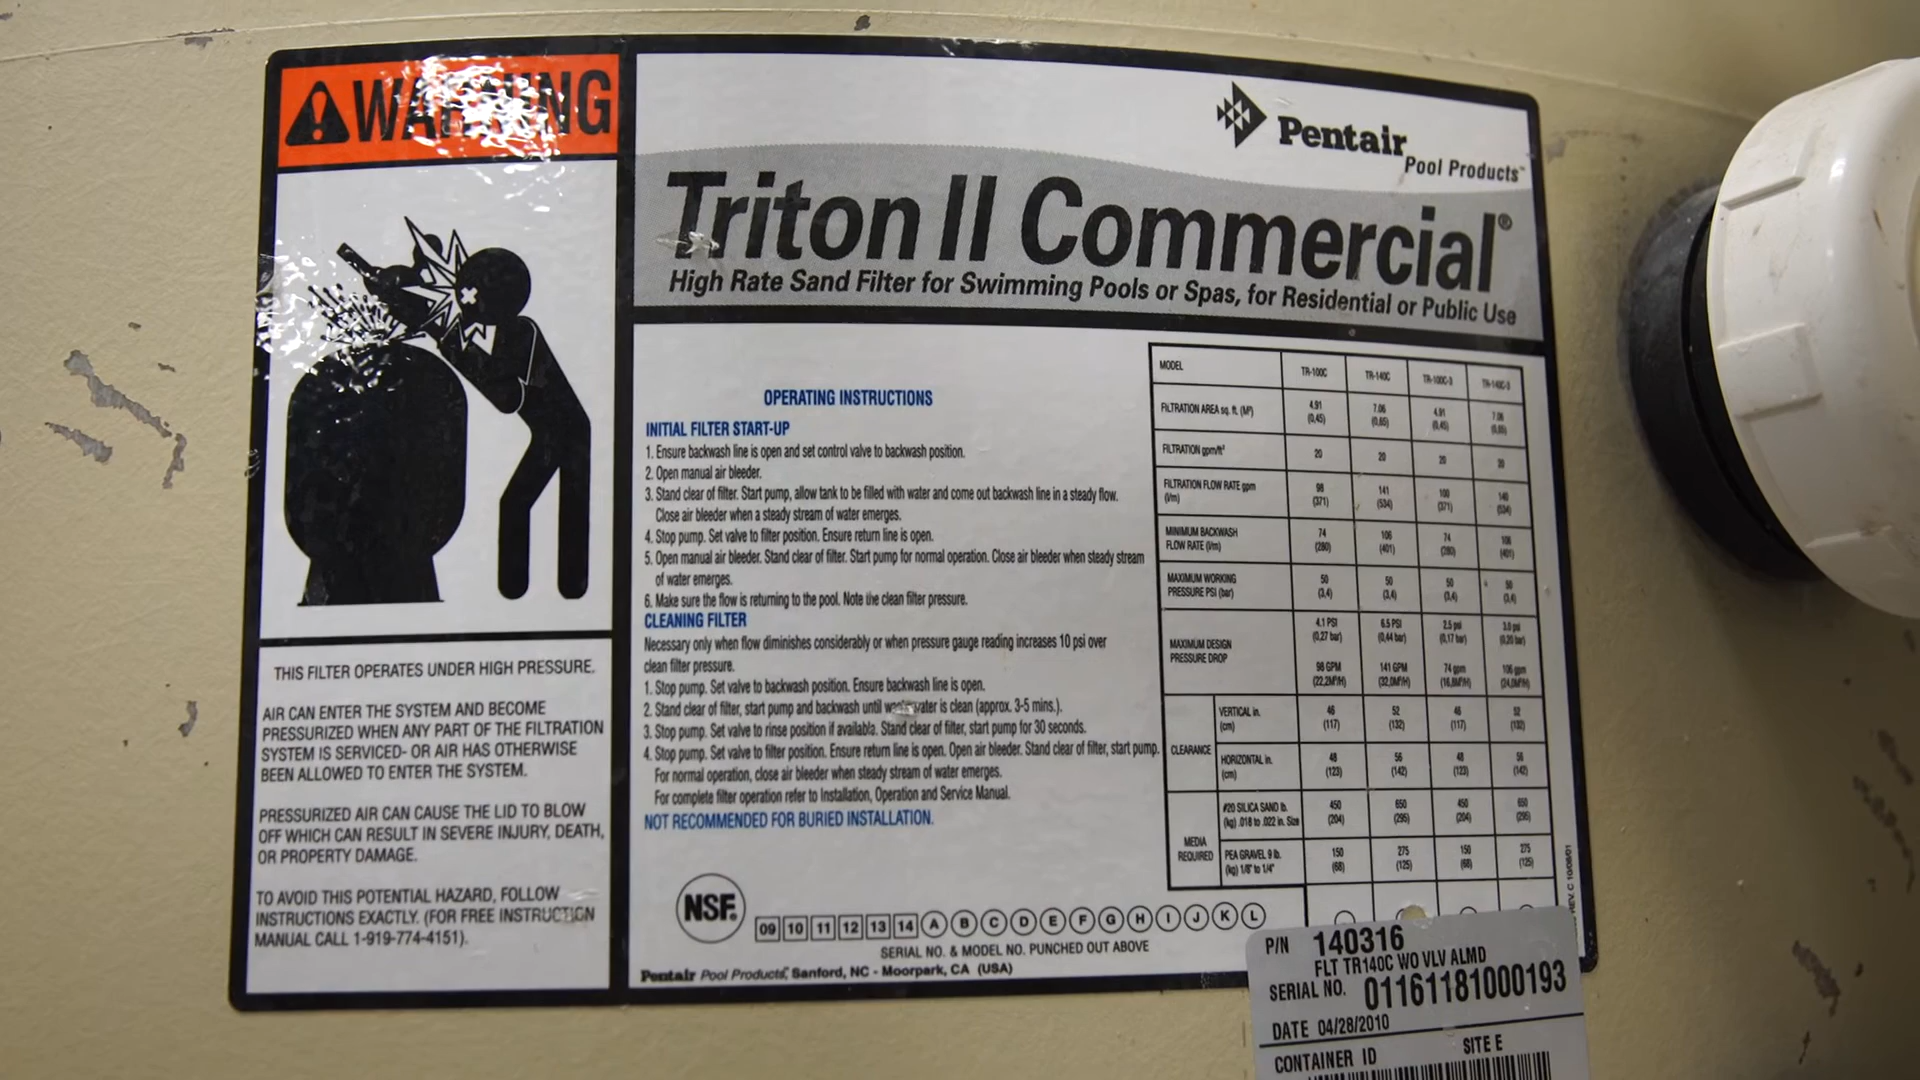 WARNING
THIS FILTER OPERATES UNDER HIGH PRESSURE.
AIR CAN ENTER THE SYSTEM AND BECOME
PRESSURIZED WHEN ANY PART OF THE FILTRATION
SYSTEM IS SERVICED- OR AIR HAS OTHERWISE
BEEN ALLOWED TO ENTER THE SYSTEM.
PRESSURIZED AIR CAN CAUSE THE LID TO BLOW
OFF WHICH CAN RESULT IN SEVERE INJURY, DEATH,
OR PROPERTY DAMAGE.
TO AVOID THIS POTENTIAL HAZARD, FOLLOW
INSTRUCTIONS EXACTLY. (FOR FREE INSTRUCTION
MANUAL CALL 1-919-774-4151).
Pentair
Pool Products™
Triton II Commercial®
High Rate Sand Filter for Swimming Pools or Spas, for Residential or Public Use
OPERATING INSTRUCTIONS
INITIAL FILTER START-UP
1. Ensure backwash line is open and set control valve to backwash position.
2. Open manual air bleeder.
3. Stand clear of filter. Start pump, allow tank to be filled with water and come out backwash line in a steady flow.
Close air bleeder when a steady stream of water emerges.
4. Stop pump. Set valve to filter position. Ensure return line is open.
5. Open manual air bleeder. Stand clear of filter. Start pump for normal operation. Close air bleeder when steady stream
of water emerges.
6. Make sure the flow is returning to the pool. Note the clean filter pressure.
CLEANING FILTER
Necessary only when flow diminishes considerably or when pressure gauge reading increases 10 psi over
clean filter pressure.
1. Stop pump. Set valve to backwash position. Ensure backwash line is open.
2. Stand clear of filter, start pump and backwash until water is clean (approx. 3-5 mins.).
3. Stop pump. Set valve to rinse position if available. Stand clear of filter, start pump for 30 seconds.
4. Stop pump. Set valve to filter position. Ensure return line is open. Open air bleeder. Stand clear of filter, start pump.
For normal operation, close air bleeder when steady stream of water emerges.
For complete filter operation refer to Installation, Operation and Service Manual.
NOT RECOMMENDED FOR BURIED INSTALLATION.
MODEL TR-100C TR-140C TR-100C-3 TR-140C-3
FILTRATION AREA sq. ft. (M²) 4.91 7.06 4.91 7.06
(0,45) (0,65) (0,45) (0,65)
FILTRATION gpm/ft² 20 20 20 20
FILTRATION FLOW RATE gpm 98 141 100 140
(l/m) (371) (534) (371) (534)
MINIMUM BACKWASH 74 106 74 106
FLOW RATE (l/m) (280) (401) (280) (401)
MAXIMUM WORKING 50 50 50 50
PRESSURE PSI (bar) (3,4) (3,4) (3,4) (3,4)
MAXIMUM DESIGN 4.1 PSI 6.5 PSI 2.5 psi 3.0 psi
PRESSURE DROP (0,27 bar) (0,44 bar) (0,17 bar) (0,20 bar)
98 GPM 141 GPM 74 gpm 106 gpm
(22,2M³/H) (32,0M³/H) (16,8M³/H) (24,0M³/H)
CLEARANCE
VERTICAL in. 46 52 46 52
(cm) (117) (132) (117) (132)
HORIZONTAL in. 48 56 48 56
(cm) (123) (142) (123) (142)
MEDIA
REQUIRED
#20 SILICA SAND lb. 450 650 450 650
(kg) .018 to .022 in. Size (204) (295) (204) (295)
PEA GRAVEL 9 lb. 150 275 150 275
(kg) 1/8" to 1/4" (68) (125) (68) (125)
REV. C 10/08/01
NSF®
09 10 11 12 13 14 A B C D E F G H I J K L
SERIAL NO. & MODEL NO. PUNCHED OUT ABOVE
Pentair Pool Products, Sanford, NC - Moorpark, CA (USA)
P/N 140316
FLT TR140C WO VLV ALMD
SERIAL NO. 01161181000193
DATE 04/28/2010
CONTAINER ID SITE E